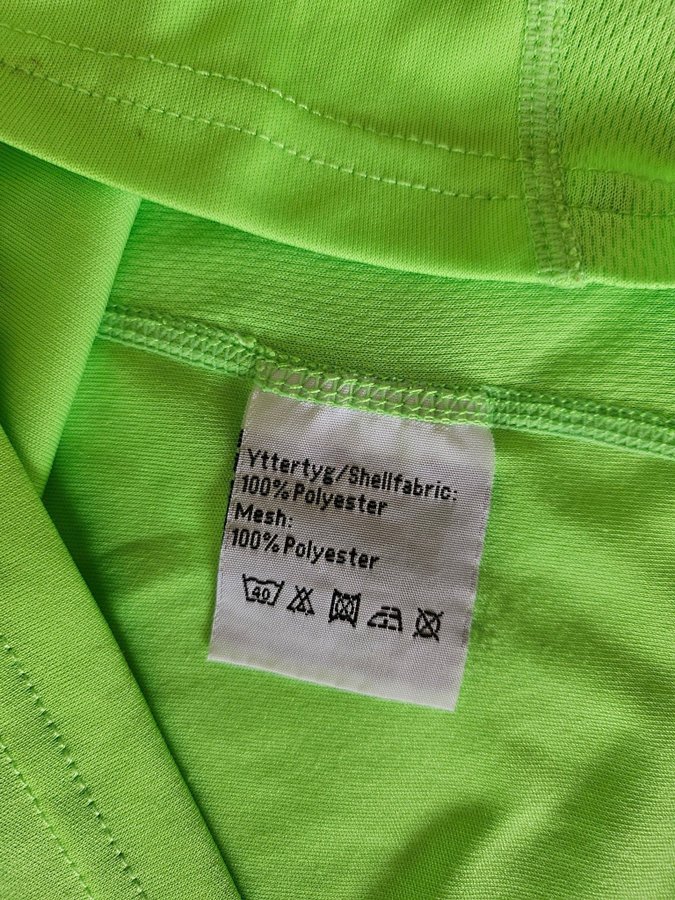 Yttertyg/Shellfabric:
100% Polyester
Mesh:
100% Polyester
40